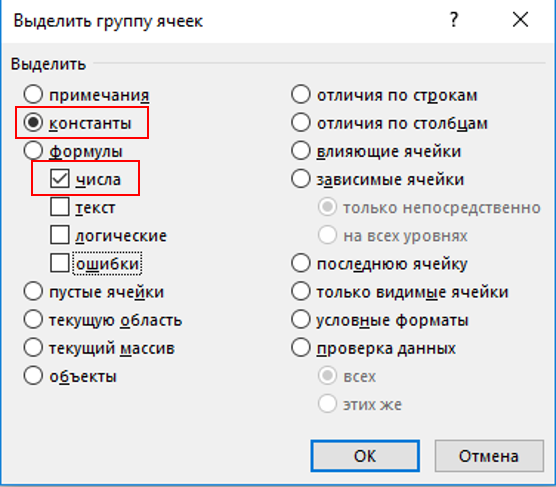 Выделить группу ячеек ? ×
Выделить
примечания
константы
формулы
числа
текст
логические
ошибки
пустые ячейки
текущую область
текущий массив
объекты
отличия по строкам
отличия по столбцам
влияющие ячейки
зависимые ячейки
только непосредственно
на всех уровнях
последнюю ячейку
только видимые ячейки
условные форматы
проверка данных
всех
этих же
ОК
Отмена